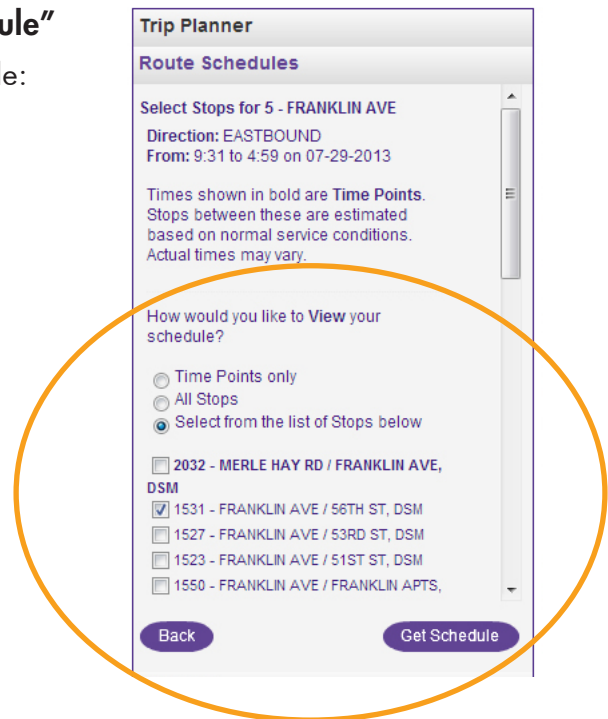 ule”
le:
Trip Planner
Route Schedules
Select Stops for 5 - FRANKLIN AVE
Direction: EASTBOUND
From: 9:31 to 4:59 on 07-29-2013
Times shown in bold are Time Points.
Stops between these are estimated
based on normal service conditions.
Actual times may vary.
How would you like to View your
schedule?
Time Points only
All Stops
Select from the list of Stops below
2032 - MERLE HAY RD / FRANKLIN AVE,
DSM
1531 - FRANKLIN AVE / 56TH ST, DSM
1527 - FRANKLIN AVE / 53RD ST, DSM
1523 - FRANKLIN AVE / 51ST ST, DSM
1550 - FRANKLIN AVE / FRANKLIN APTS,
Back
Get Schedule